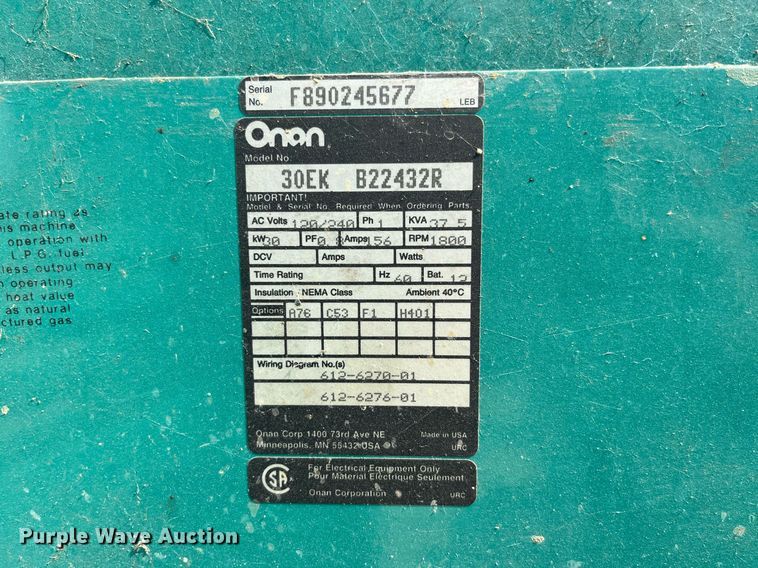 Serial No. F890245677 LEB
Onan
Model No.
30EK B22432R
IMPORTANT!
Model & Serial No. Required When Ordering Parts.
AC Volts 120/240 Ph 1 KVA 37.5
kW 30 PF 0.8 Amps 156 RPM 1800
DCV Amps Watts
Time Rating Hz 60 Bat. 12
Insulation - NEMA Class Ambient 40°C
Options A76 C53 F1 H401
Wiring Diagram No.(s)
612-6270-01
612-6276-01
Onan Corp 1400 73rd Ave NE Made in USA
Minneapolis, MN 55432 USA URC
CSA
For Electrical Equipment Only
Pour Material Electrique Seulement
Onan Corporation URC
ate rating as
is machine
operation with
L.P.G. fuel
less output may
n operating
heat value
as natural
ctured gas
Purple Wave Auction